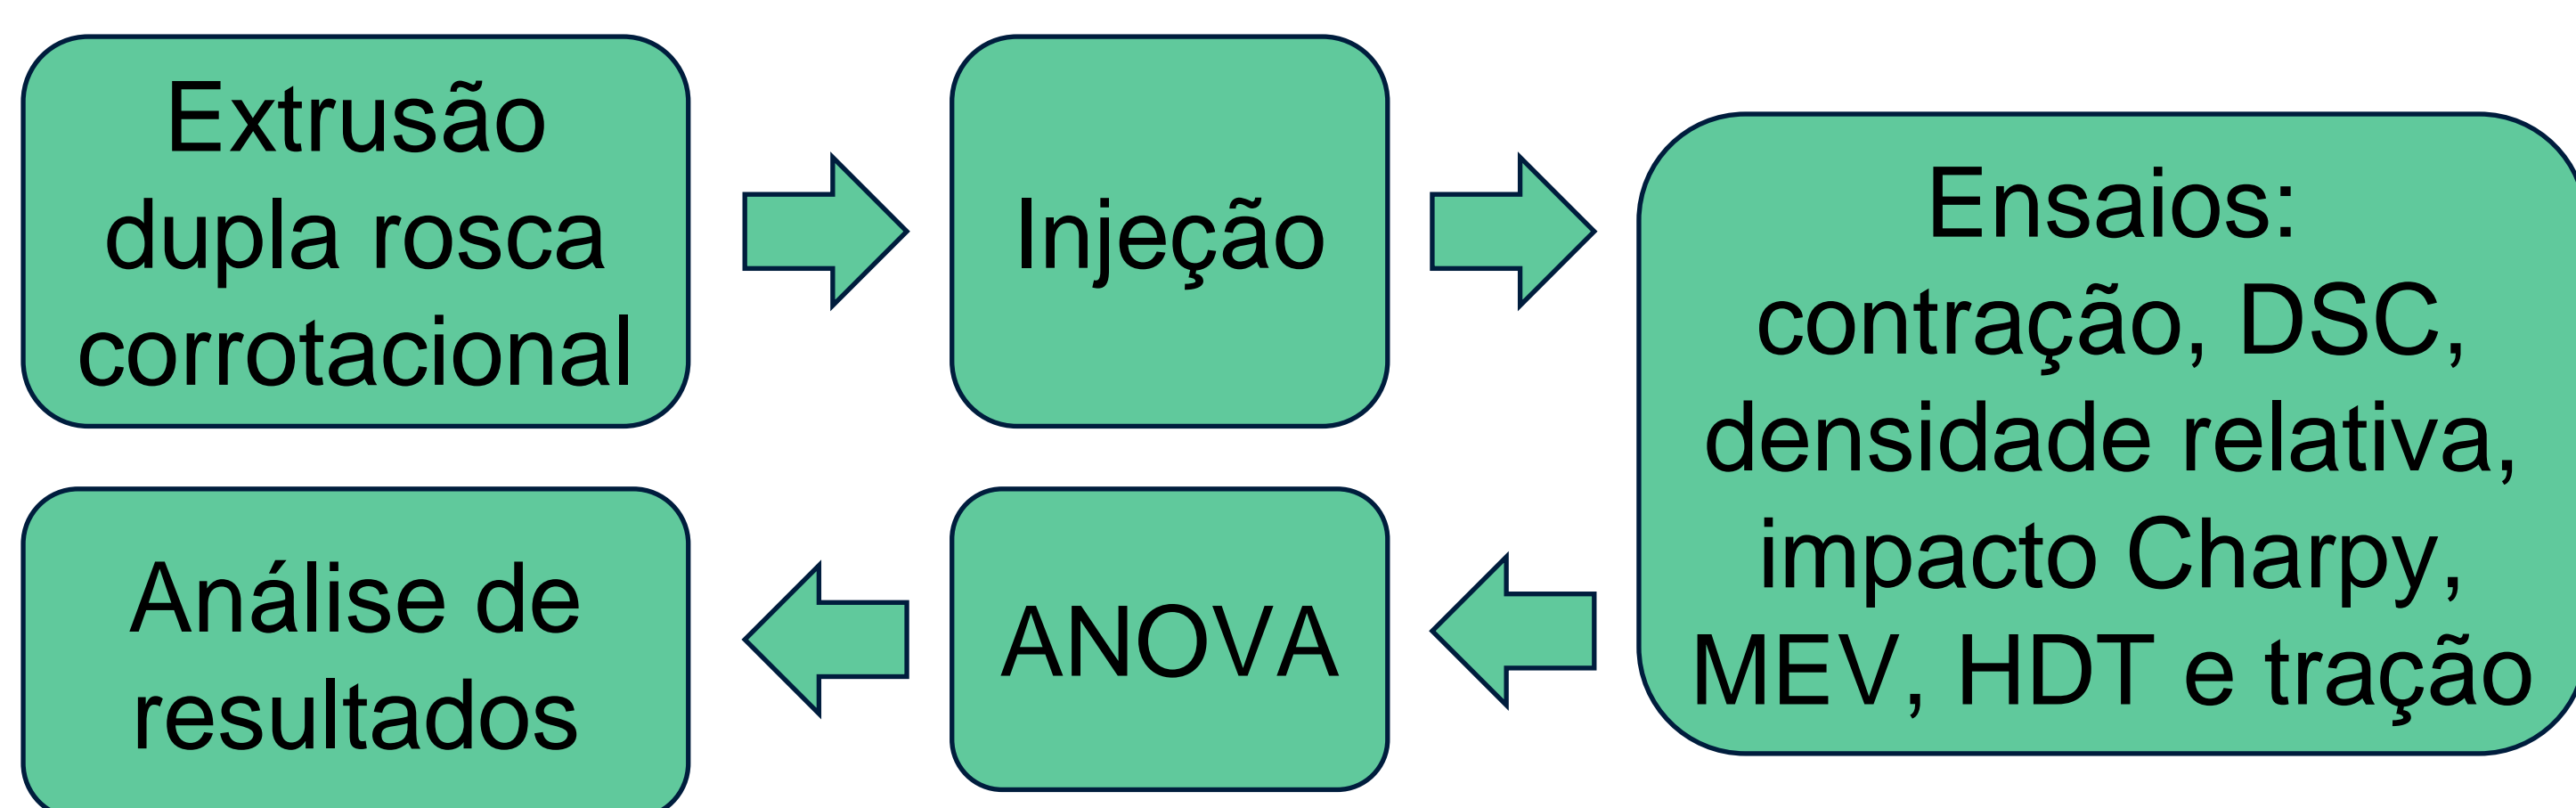 Extrusão
dupla rosca
corrotacional
Injeção
Ensaios:
contração, DSC,
densidade relativa,
impacto Charpy,
MEV, HDT e tração
ANOVA
Análise de
resultados